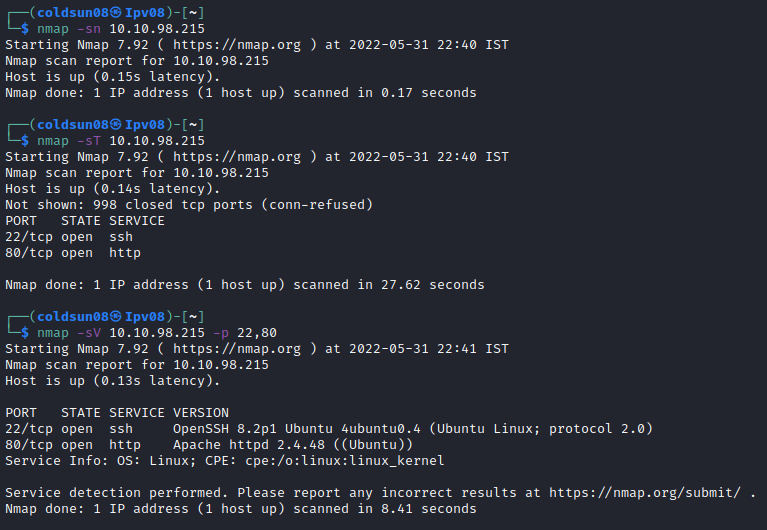 ┌──(coldsun08㉿Ipv08)-[~]
└─$ nmap -sn 10.10.98.215
Starting Nmap 7.92 ( https://nmap.org ) at 2022-05-31 22:40 IST
Nmap scan report for 10.10.98.215
Host is up (0.15s latency).
Nmap done: 1 IP address (1 host up) scanned in 0.17 seconds
┌──(coldsun08㉿Ipv08)-[~]
└─$ nmap -sT 10.10.98.215
Starting Nmap 7.92 ( https://nmap.org ) at 2022-05-31 22:40 IST
Nmap scan report for 10.10.98.215
Host is up (0.14s latency).
Not shown: 998 closed tcp ports (conn-refused)
PORT   STATE SERVICE
22/tcp open  ssh
80/tcp open  http
Nmap done: 1 IP address (1 host up) scanned in 27.62 seconds
┌──(coldsun08㉿Ipv08)-[~]
└─$ nmap -sV 10.10.98.215 -p 22,80
Starting Nmap 7.92 ( https://nmap.org ) at 2022-05-31 22:41 IST
Nmap scan report for 10.10.98.215
Host is up (0.13s latency).
PORT   STATE SERVICE VERSION
22/tcp open  ssh     OpenSSH 8.2p1 Ubuntu 4ubuntu0.4 (Ubuntu Linux; protocol 2.0)
80/tcp open  http    Apache httpd 2.4.48 ((Ubuntu))
Service Info: OS: Linux; CPE: cpe:/o:linux:linux_kernel
Service detection performed. Please report any incorrect results at https://nmap.org/submit/ .
Nmap done: 1 IP address (1 host up) scanned in 8.41 seconds